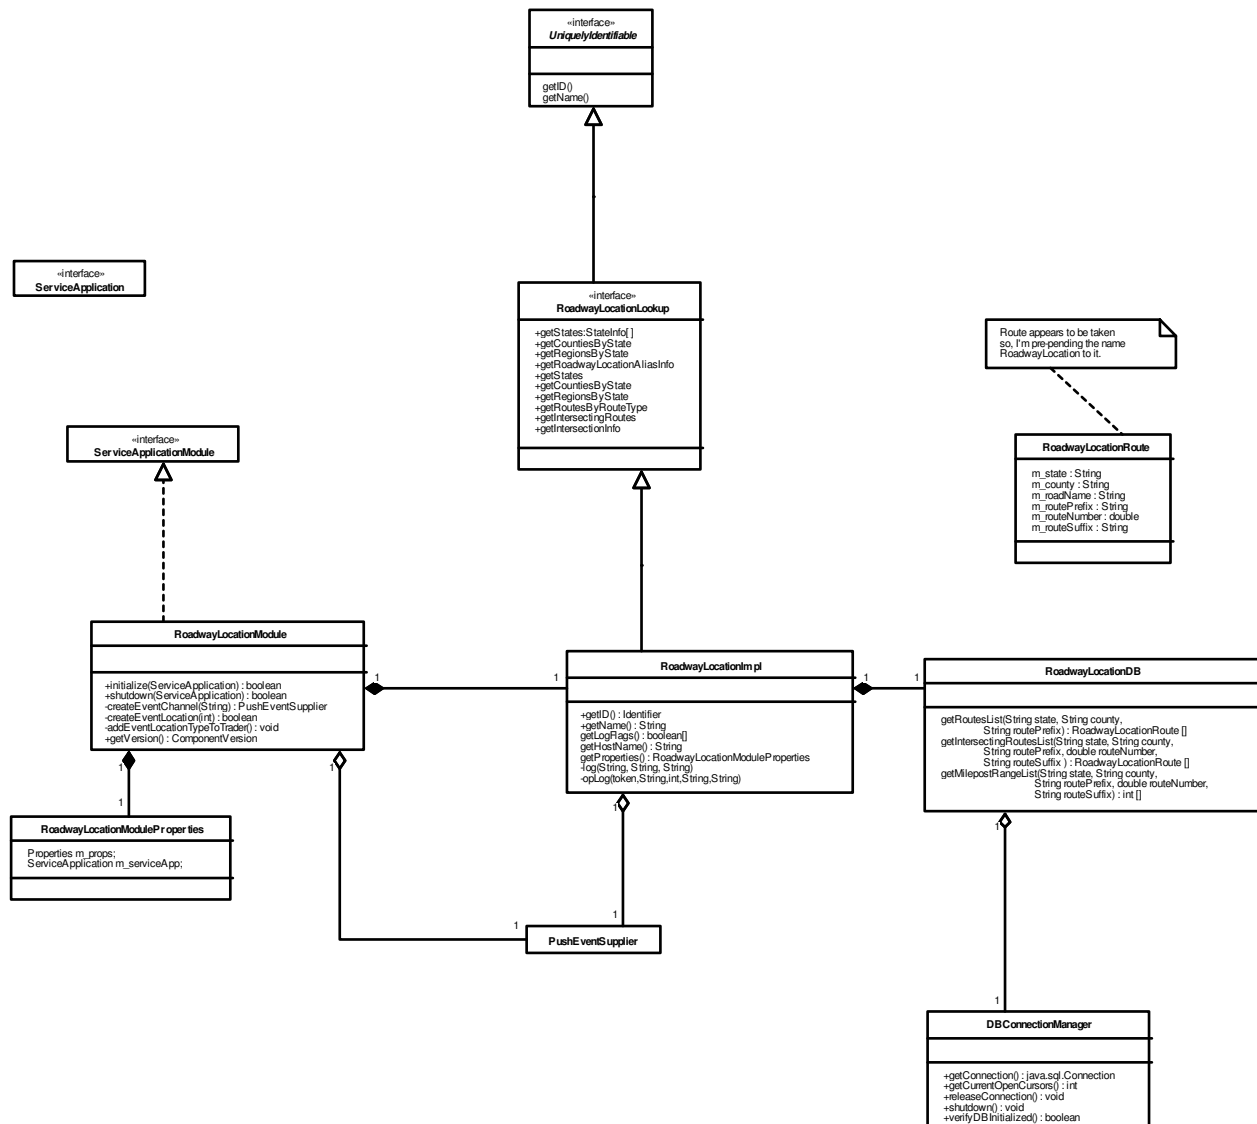 «interface»
UniquelyIdentifiable
getID()
getName()
«interface»
ServiceApplication
«interface»
RoadwayLocationLookup
+getStates:StateInfo[ ]
+getCountiesByState
+getRegionsByState
+getRoadwayLocationAliasInfo
+getStates
+getCountiesByState
+getRegionsByState
+getRoutesByRouteType
+getIntersectingRoutes
+getIntersectionInfo
Route appears to be taken
so, I'm pre-pending the name
RoadwayLocation to it.
RoadwayLocationRoute
m_state : String
m_county : String
m_roadName : String
m_routePrefix : String
m_routeNumber : double
m_routeSuffix : String
«interface»
ServiceApplicationModule
RoadwayLocationModule
+initialize(ServiceApplication) : boolean
+shutdown(ServiceApplication) : boolean
-createEventChannel(String) : PushEventSupplier
-createEventLocation(int) : boolean
-addEventLocationTypeToTrader() : void
+getVersion() : ComponentVersion
1
1
RoadwayLocationImpl
+getID() : Identifier
+getName() : String
getLogFlags() : boolean[]
getHostName() : String
getProperties() : RoadwayLocationModuleProperties
-log(String, String, String)
-opLog(token,String,int,String,String)
1
1
RoadwayLocationDB
getRoutesList(String state, String county,
String routePrefix) : RoadwayLocationRoute []
getIntersectingRoutesList(String state, String county,
String routePrefix, double routeNumber,
String routeSuffix ) : RoadwayLocationRoute []
getMilepostRangeList(String state, String county,
String routePrefix, double routeNumber,
String routeSuffix) : int []
1
1
1
1
1
RoadwayLocationModuleProperties
Properties m_props;
ServiceApplication m_serviceApp;
1
1
PushEventSupplier
1
DBConnectionManager
+getConnection() : java.sql.Connection
+getCurrentOpenCursors() : int
+releaseConnection() : void
+shutdown() : void
+verifyDBInitialized() : boolean